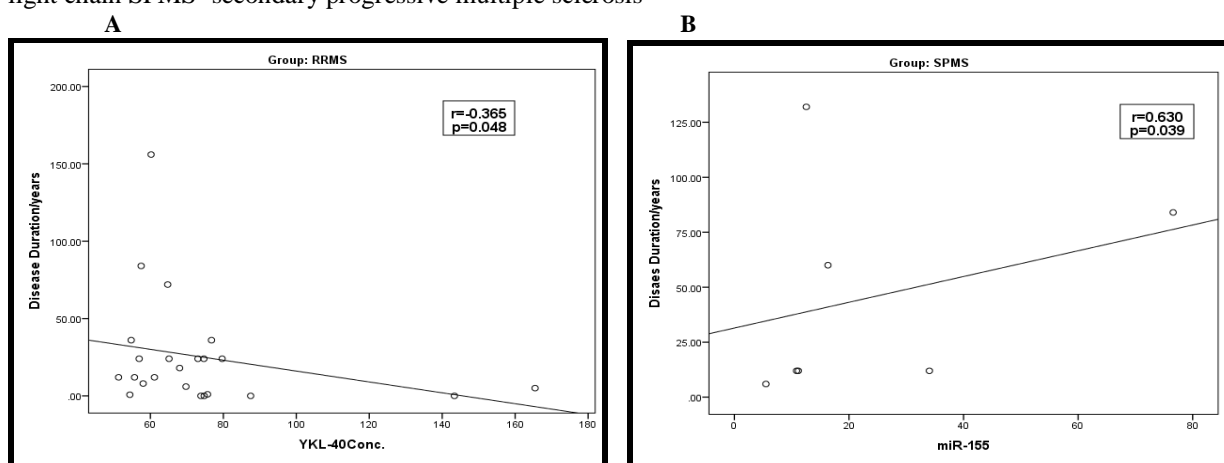 light chain SPMS- secondary progressive multiple sclerosis
A
B
Group: RRMS
200.00
150.00
100.00
50.00
.00
Disease Duration/years
r=-0.365
p=0.048
60 80 100 120 140 160 180
YKL-40Conc.
Group: SPMS
125.00
100.00
75.00
50.00
25.00
.00
Disaes Duration/years
r=0.630
p=0.039
0 20 40 60 80
miR-155